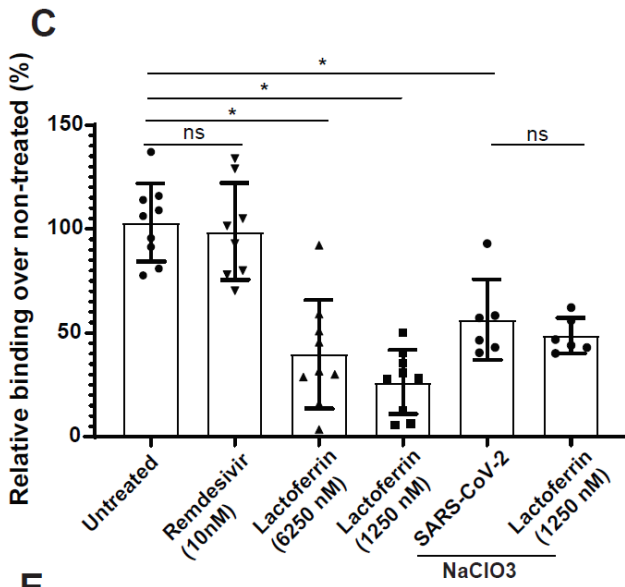 C
Relative binding over non-treated (%)
150
100
50
0
*
*
*
ns
ns
Untreated
Remdesivir
(10nM)
Lactoferrin
(6250 nM)
Lactoferrin
(1250 nM)
SARS-CoV-2
Lactoferrin
(1250 nM)
NaClO3